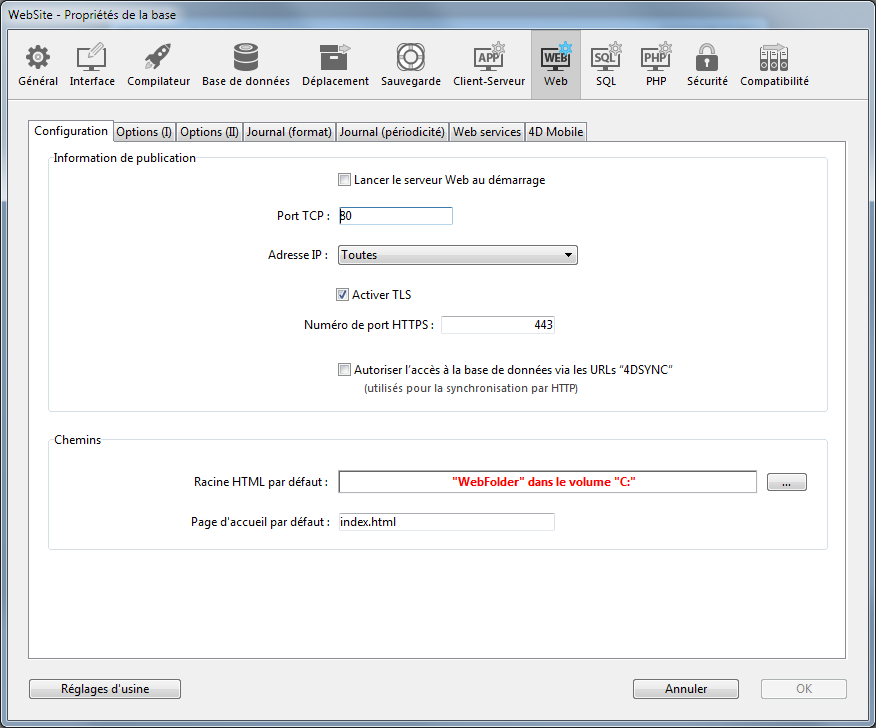 WebSite - Propriétés de la base
Général Interface Compilateur Base de données Déplacement Sauvegarde Client-Serveur Web SQL PHP Sécurité Compatibilité
APP WEB SQL PHP
Configuration Options (I) Options (II) Journal (format) Journal (périodicité) Web services 4D Mobile
Information de publication
Lancer le serveur Web au démarrage
Port TCP : 80
Adresse IP : Toutes
Activer TLS
Numéro de port HTTPS : 443
Autoriser l'accès à la base de données via les URLs "4DSYNC"
(utilisés pour la synchronisation par HTTP)
Chemins
Racine HTML par défaut : "WebFolder" dans le volume "C:" ...
Page d'accueil par défaut : index.html
Réglages d'usine Annuler OK